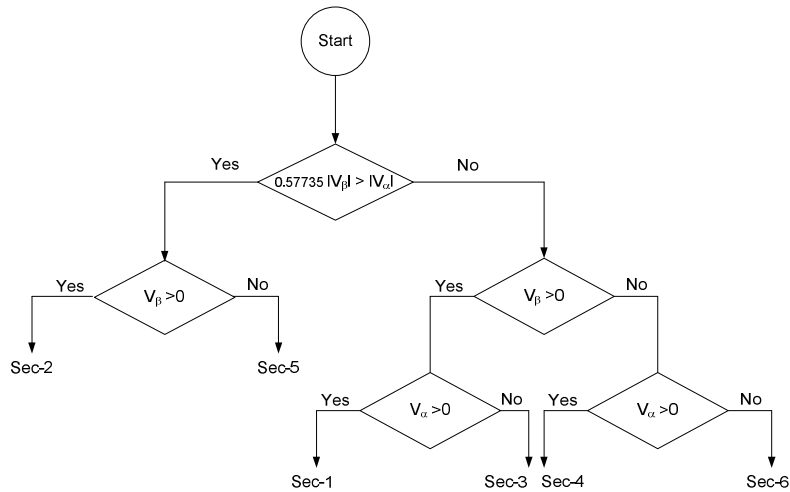 Start
Yes
0.57735 |Vβ| > |Vα|
No
Yes
Vβ >0
No
Yes
Vβ >0
No
Sec-2
Sec-5
Yes
Vα >0
No
Yes
Vα >0
No
Sec-1
Sec-3
Sec-4
Sec-6